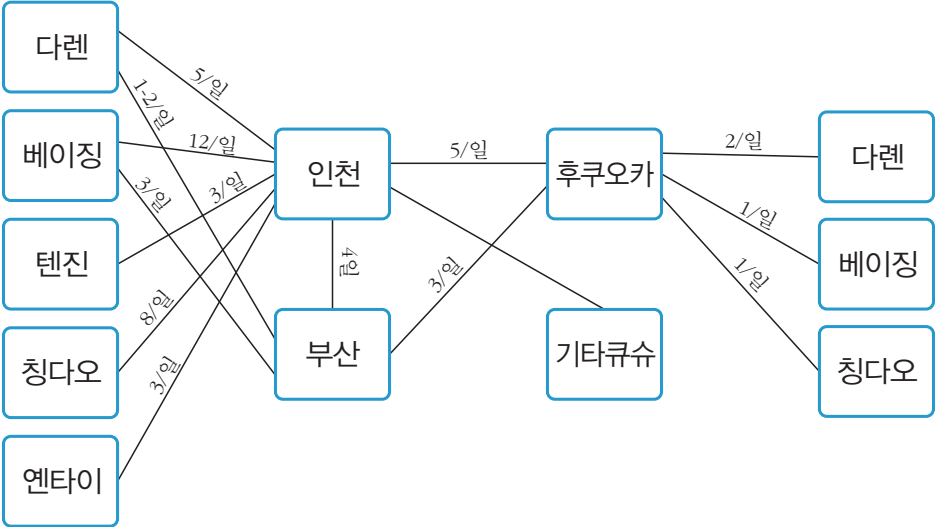 다롄
베이징
텐진
칭다오
옌타이
5/일
1-2/일
12/일
3/일
3/일
8/일
3/일
인천
부산
4일
5/일
3/일
후쿠오카
기타큐슈
2/일
1/일
1/일
다롄
베이징
칭다오